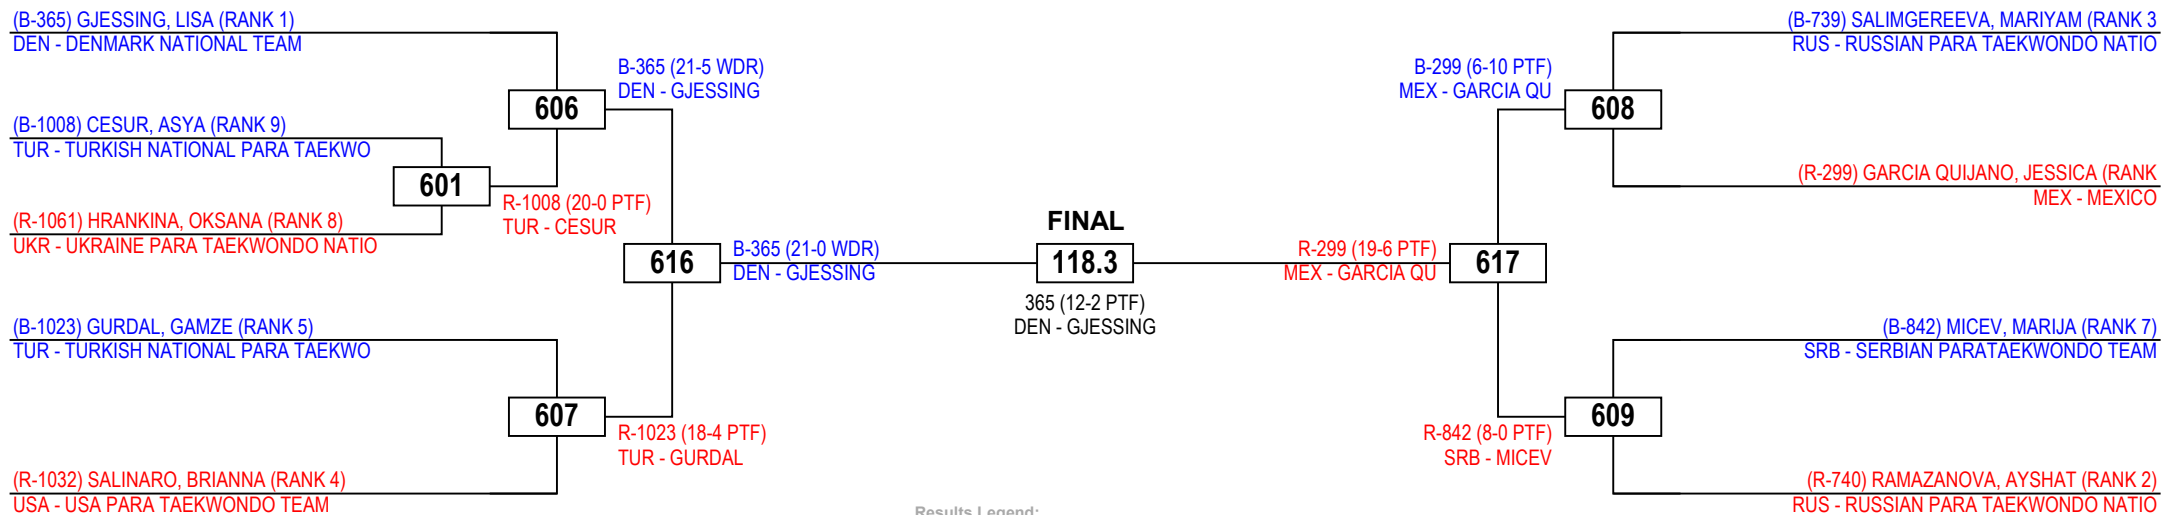 (B-365) GJESSING, LISA (RANK 1)
DEN - DENMARK NATIONAL TEAM
B-365 (21-5 WDR)
DEN - GJESSING
606
(B-1008) CESUR, ASYA (RANK 9)
TUR - TURKISH NATIONAL PARA TAEKWO
601
R-1008 (20-0 PTF)
TUR - CESUR
(R-1061) HRANKINA, OKSANA (RANK 8)
UKR - UKRAINE PARA TAEKWONDO NATIO
616
B-365 (21-0 WDR)
DEN - GJESSING
(B-1023) GURDAL, GAMZE (RANK 5)
TUR - TURKISH NATIONAL PARA TAEKWO
607
R-1023 (18-4 PTF)
TUR - GURDAL
(R-1032) SALINARO, BRIANNA (RANK 4)
USA - USA PARA TAEKWONDO TEAM
FINAL
118.3
365 (12-2 PTF)
DEN - GJESSING
(B-739) SALIMGEREEVA, MARIYAM (RANK 3
RUS - RUSSIAN PARA TAEKWONDO NATIO
B-299 (6-10 PTF)
MEX - GARCIA QU
608
(R-299) GARCIA QUIJANO, JESSICA (RANK
MEX - MEXICO
R-299 (19-6 PTF)
MEX - GARCIA QU
617
(B-842) MICEV, MARIJA (RANK 7)
SRB - SERBIAN PARATAEKWONDO TEAM
609
R-842 (8-0 PTF)
SRB - MICEV
(R-740) RAMAZANOVA, AYSHAT (RANK 2)
RUS - RUSSIAN PARA TAEKWONDO NATIO
Results Legend: